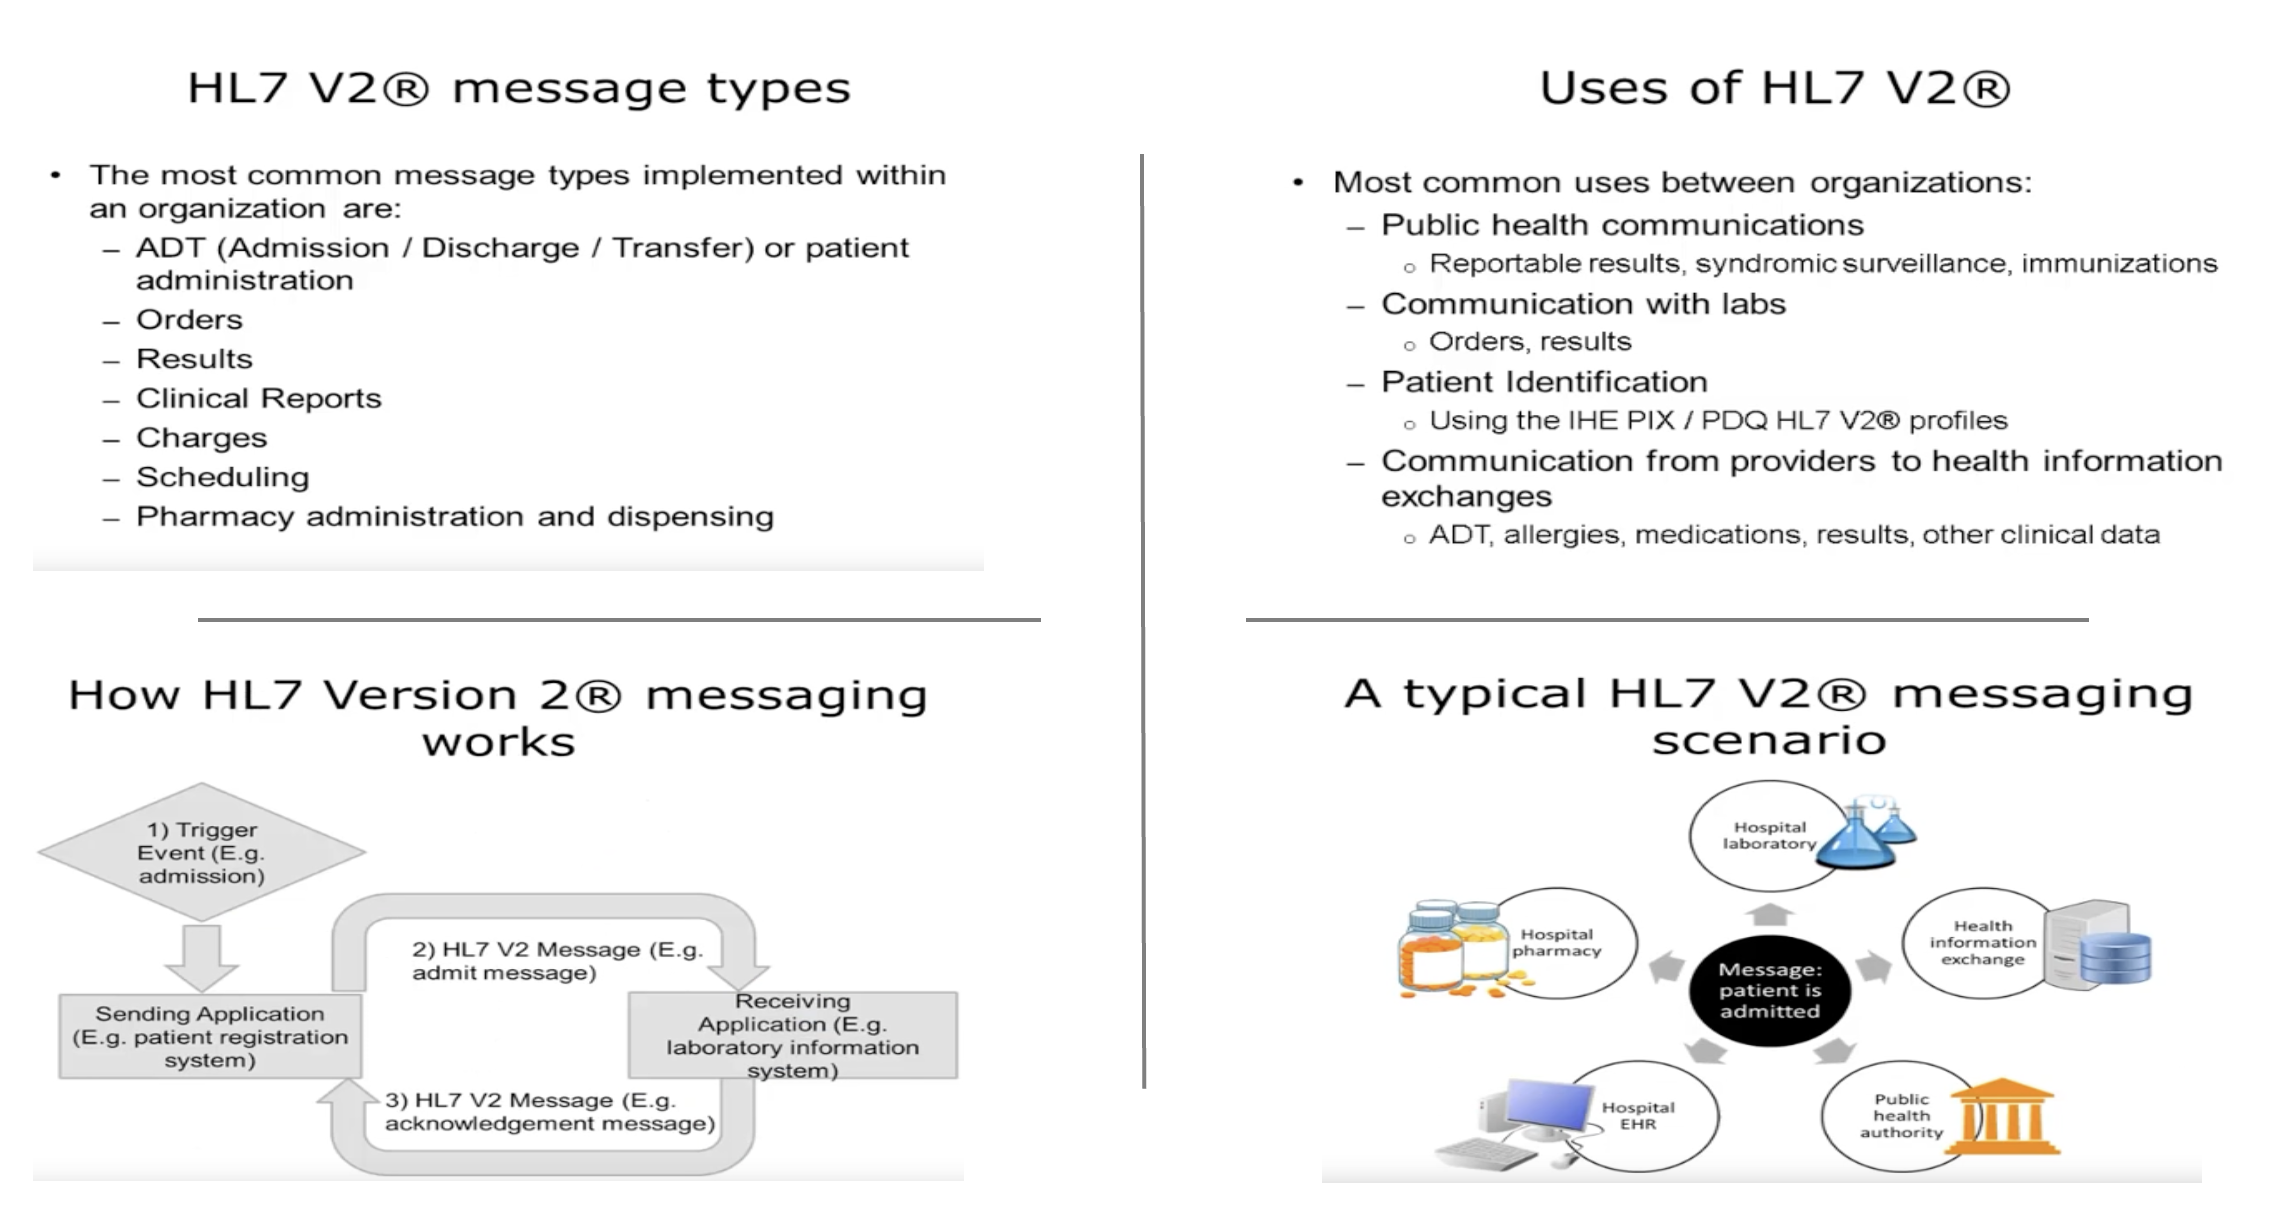 HL7 V2® message types
• The most common message types implemented within
an organization are:
– ADT (Admission / Discharge / Transfer) or patient
administration
– Orders
– Results
– Clinical Reports
– Charges
– Scheduling
– Pharmacy administration and dispensing
Uses of HL7 V2®
• Most common uses between organizations:
– Public health communications
o Reportable results, syndromic surveillance, immunizations
– Communication with labs
o Orders, results
– Patient Identification
o Using the IHE PIX / PDQ HL7 V2® profiles
– Communication from providers to health information
exchanges
o ADT, allergies, medications, results, other clinical data
How HL7 Version 2® messaging
works
1) Trigger
Event (E.g.
admission)
2) HL7 V2 Message (E.g.
admit message)
Sending Application
(E.g. patient registration
system)
Receiving
Application (E.g.
laboratory information
system)
3) HL7 V2 Message (E.g.
acknowledgement message)
A typical HL7 V2® messaging
scenario
Hospital
laboratory
Hospital
pharmacy
Health
information
exchange
Message:
patient is
admitted
Hospital
EHR
Public
health
authority